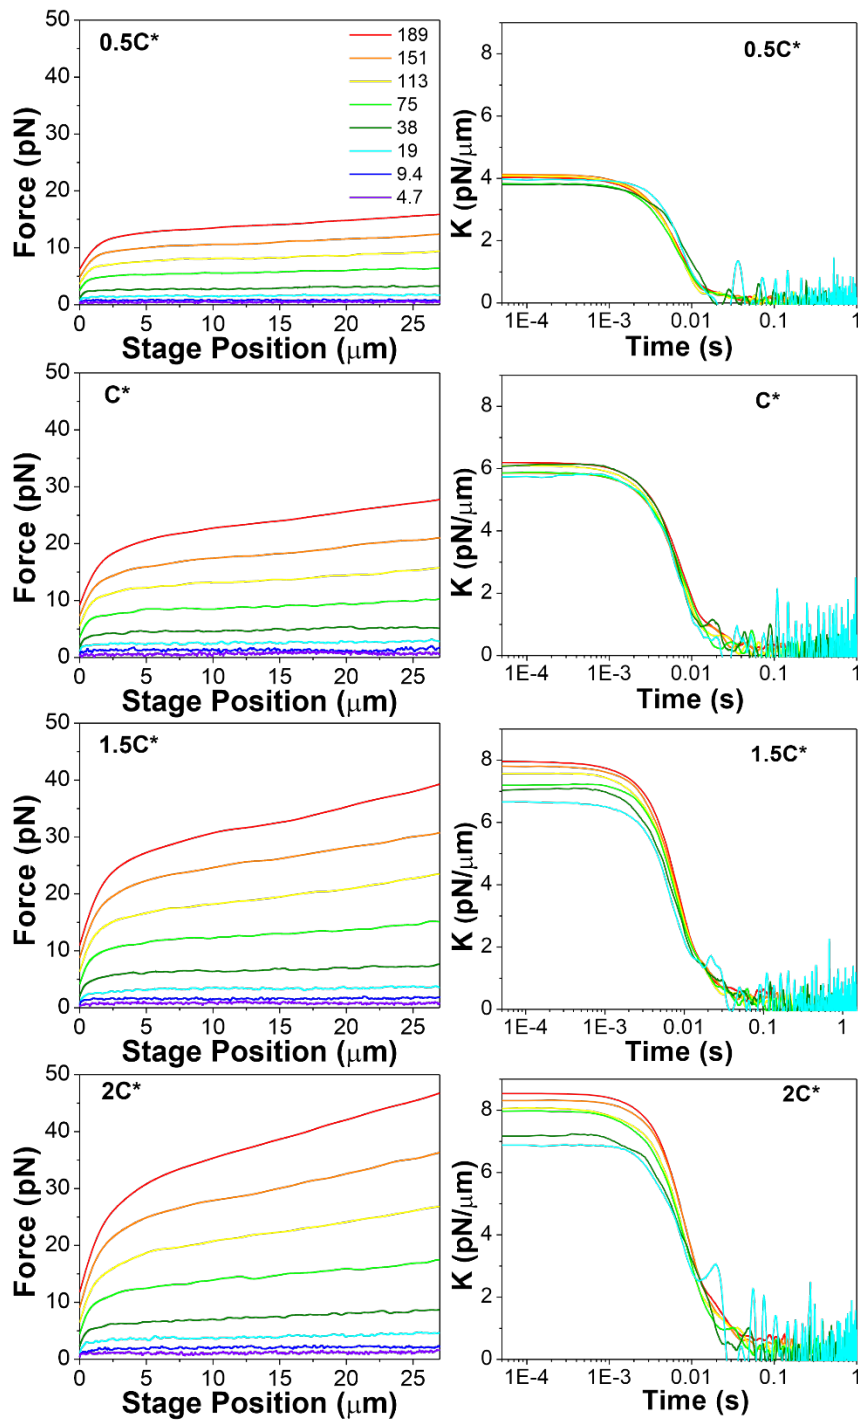 0.5C*
189
151
113
75
38
19
9.4
4.7
50
40
30
20
10
0
Force (pN)
0 5 10 15 20 25
Stage Position (μm)
0.5C*
8
6
4
2
0
K (pN/μm)
1E-4 1E-3 0.01 0.1 1
Time (s)
C*
50
40
30
20
10
0
Force (pN)
0 5 10 15 20 25
Stage Position (μm)
C*
8
6
4
2
0
K (pN/μm)
1E-4 1E-3 0.01 0.1 1
Time (s)
1.5C*
50
40
30
20
10
0
Force (pN)
0 5 10 15 20 25
Stage Position (μm)
1.5C*
8
6
4
2
0
K (pN/μm)
1E-4 1E-3 0.01 0.1 1
Time (s)
2C*
50
40
30
20
10
0
Force (pN)
0 5 10 15 20 25
Stage Position (μm)
2C*
8
6
4
2
0
K (pN/μm)
1E-4 1E-3 0.01 0.1 1
Time (s)